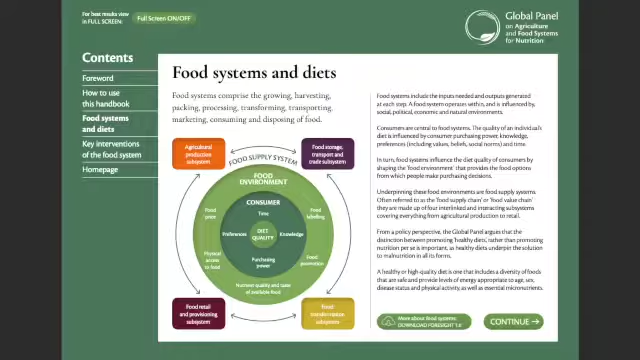 For best results view
in FULL SCREEN:
Full Screen ON/OFF
Global Panel
on Agriculture
and Food Systems
for Nutrition
Contents
Foreword
How to use
this handbook
Food systems
and diets
Key interventions
of the food system
Homepage
Food systems and diets
Food systems comprise the growing, harvesting,
packing, processing, transforming, transporting,
marketing, consuming and disposing of food.
Agricultural
production
subsystem
Food storage,
transport and
trade subsystem
FOOD SUPPLY SYSTEM
FOOD
ENVIRONMENT
CONSUMER
Food
price
Time
Food
labelling
Preferences
DIET
QUALITY
Knowledge
Physical
access to food
Purchasing
power
Food
promotion
Nutrient quality and taste
of available food
Food retail
and provisioning
subsystem
Food
transformation
subsystem
Food systems include the inputs needed and outputs generated
at each step. A food system operates within, and is influenced by,
social, political, economic and natural environments.
Consumers are central to food systems. The quality of an individual's
diet is influenced by consumer purchasing power, knowledge,
preferences (including values, beliefs, social norms) and time.
In turn, food systems influence the diet quality of consumers by
shaping the 'food environment' that provides the food options
from which people make purchasing decisions.
Underpinning these food environments are food supply systems.
Often referred to as the 'food supply chain' or 'food value chain'
they are made up of four interlinked and interacting subsystems
covering everything from agricultural production to retail.
From a policy perspective, the Global Panel argues that the
distinction between promoting 'healthy diets', rather than promoting
nutrition per se is important, as healthy diets underpin the solution
to malnutrition in all its forms.
A healthy or high-quality diet is one that includes a diversity of foods
that are safe and provide levels of energy appropriate to age, sex,
disease status and physical activity, as well as essential micronutrients.
More about food systems:
DOWNLOAD FORESIGHT 1.0
CONTINUE →